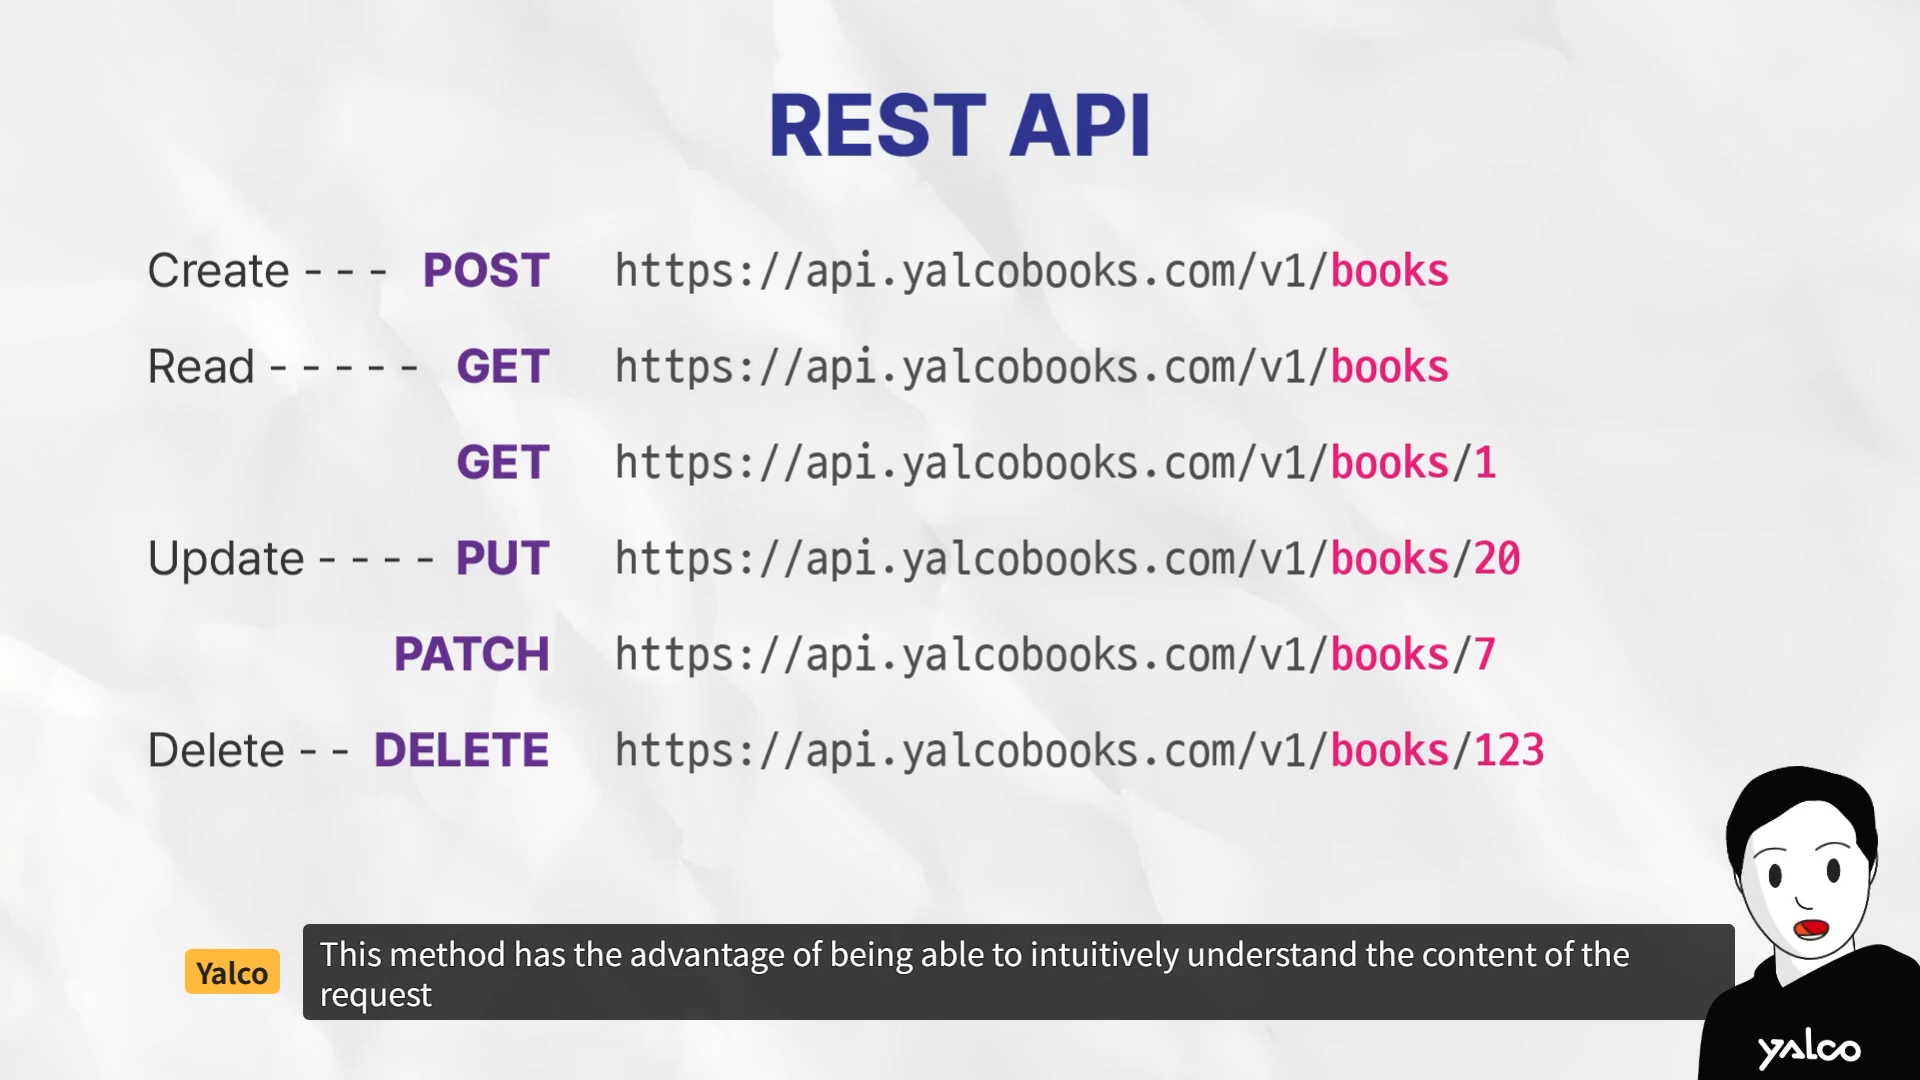 REST API
Create - - - POST https://api.yalcobooks.com/v1/books
Read - - - - - GET https://api.yalcobooks.com/v1/books
GET https://api.yalcobooks.com/v1/books/1
Update - - - - PUT https://api.yalcobooks.com/v1/books/20
PATCH https://api.yalcobooks.com/v1/books/7
Delete - - DELETE https://api.yalcobooks.com/v1/books/123
Yalco
This method has the advantage of being able to intuitively understand the content of the
request
yalco